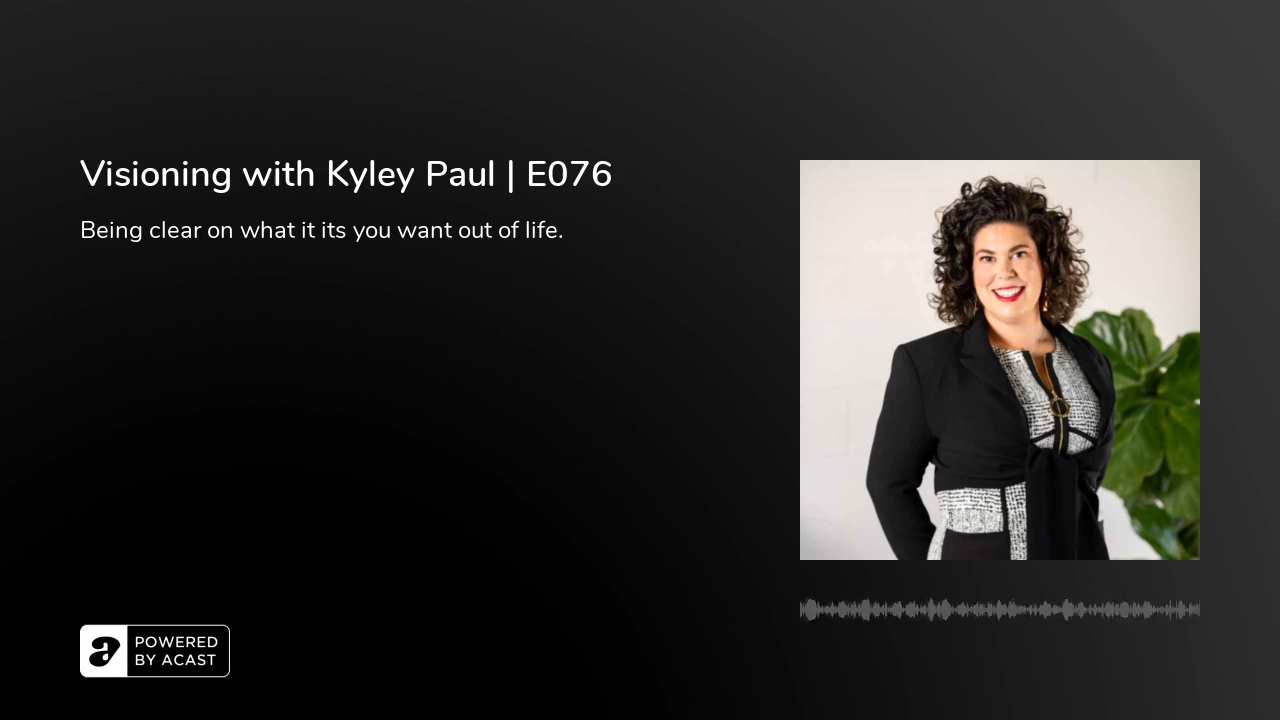 Visioning with Kyley Paul | E076
Being clear on what it its you want out of life.
POWERED
BY ACAST